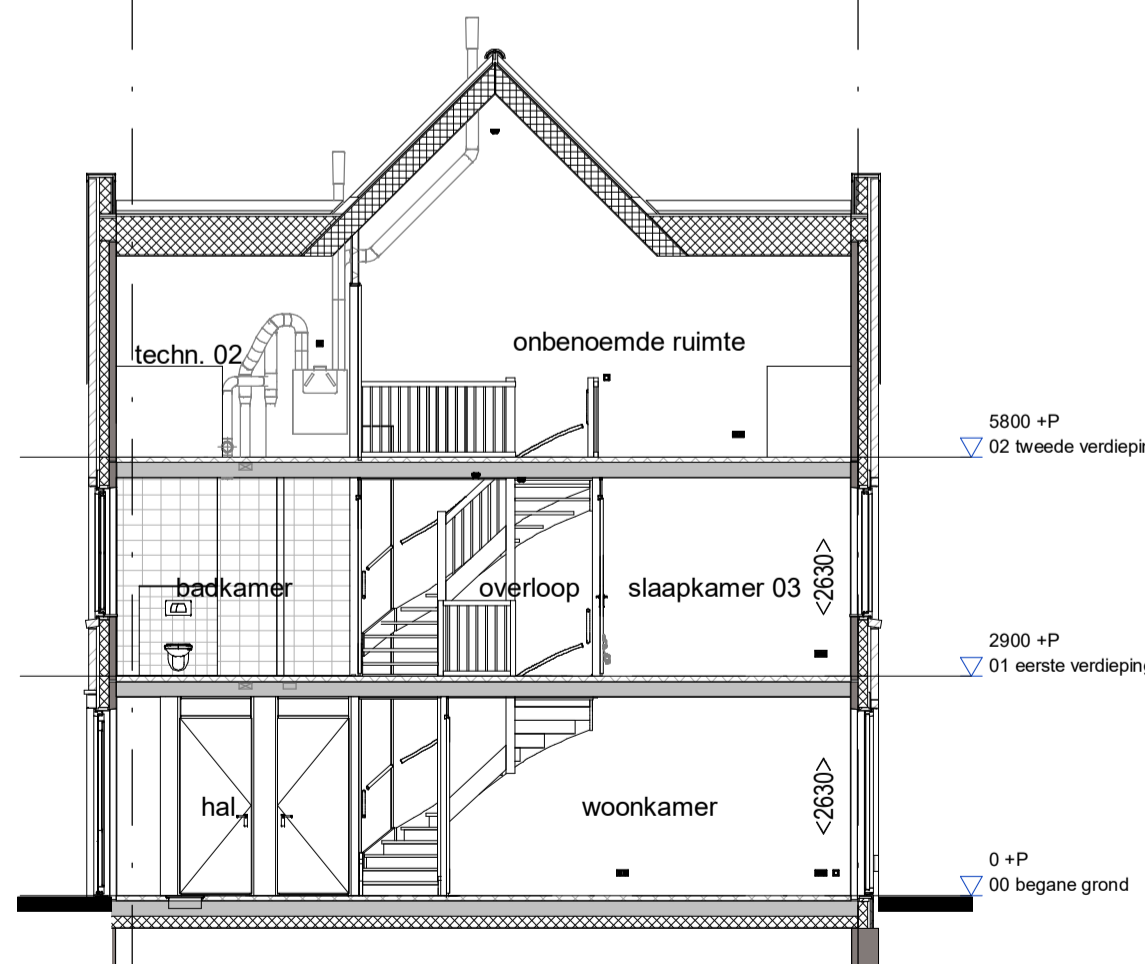 techn. 02
onbenoemde ruimte
5800 +P
02 tweede verdiepin
badkamer
overloop
slaapkamer 03
<2630>
2900 +P
01 eerste verdieping
hal
woonkamer
<2630>
0 +P
00 begane grond